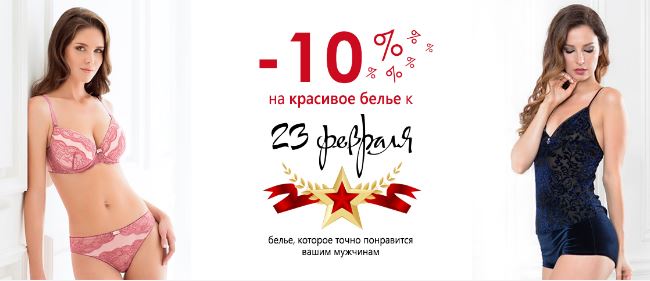 -10%
% % % % % %
на красивое белье к
23 февраля
белье, которое точно понравится
вашим мужчинам